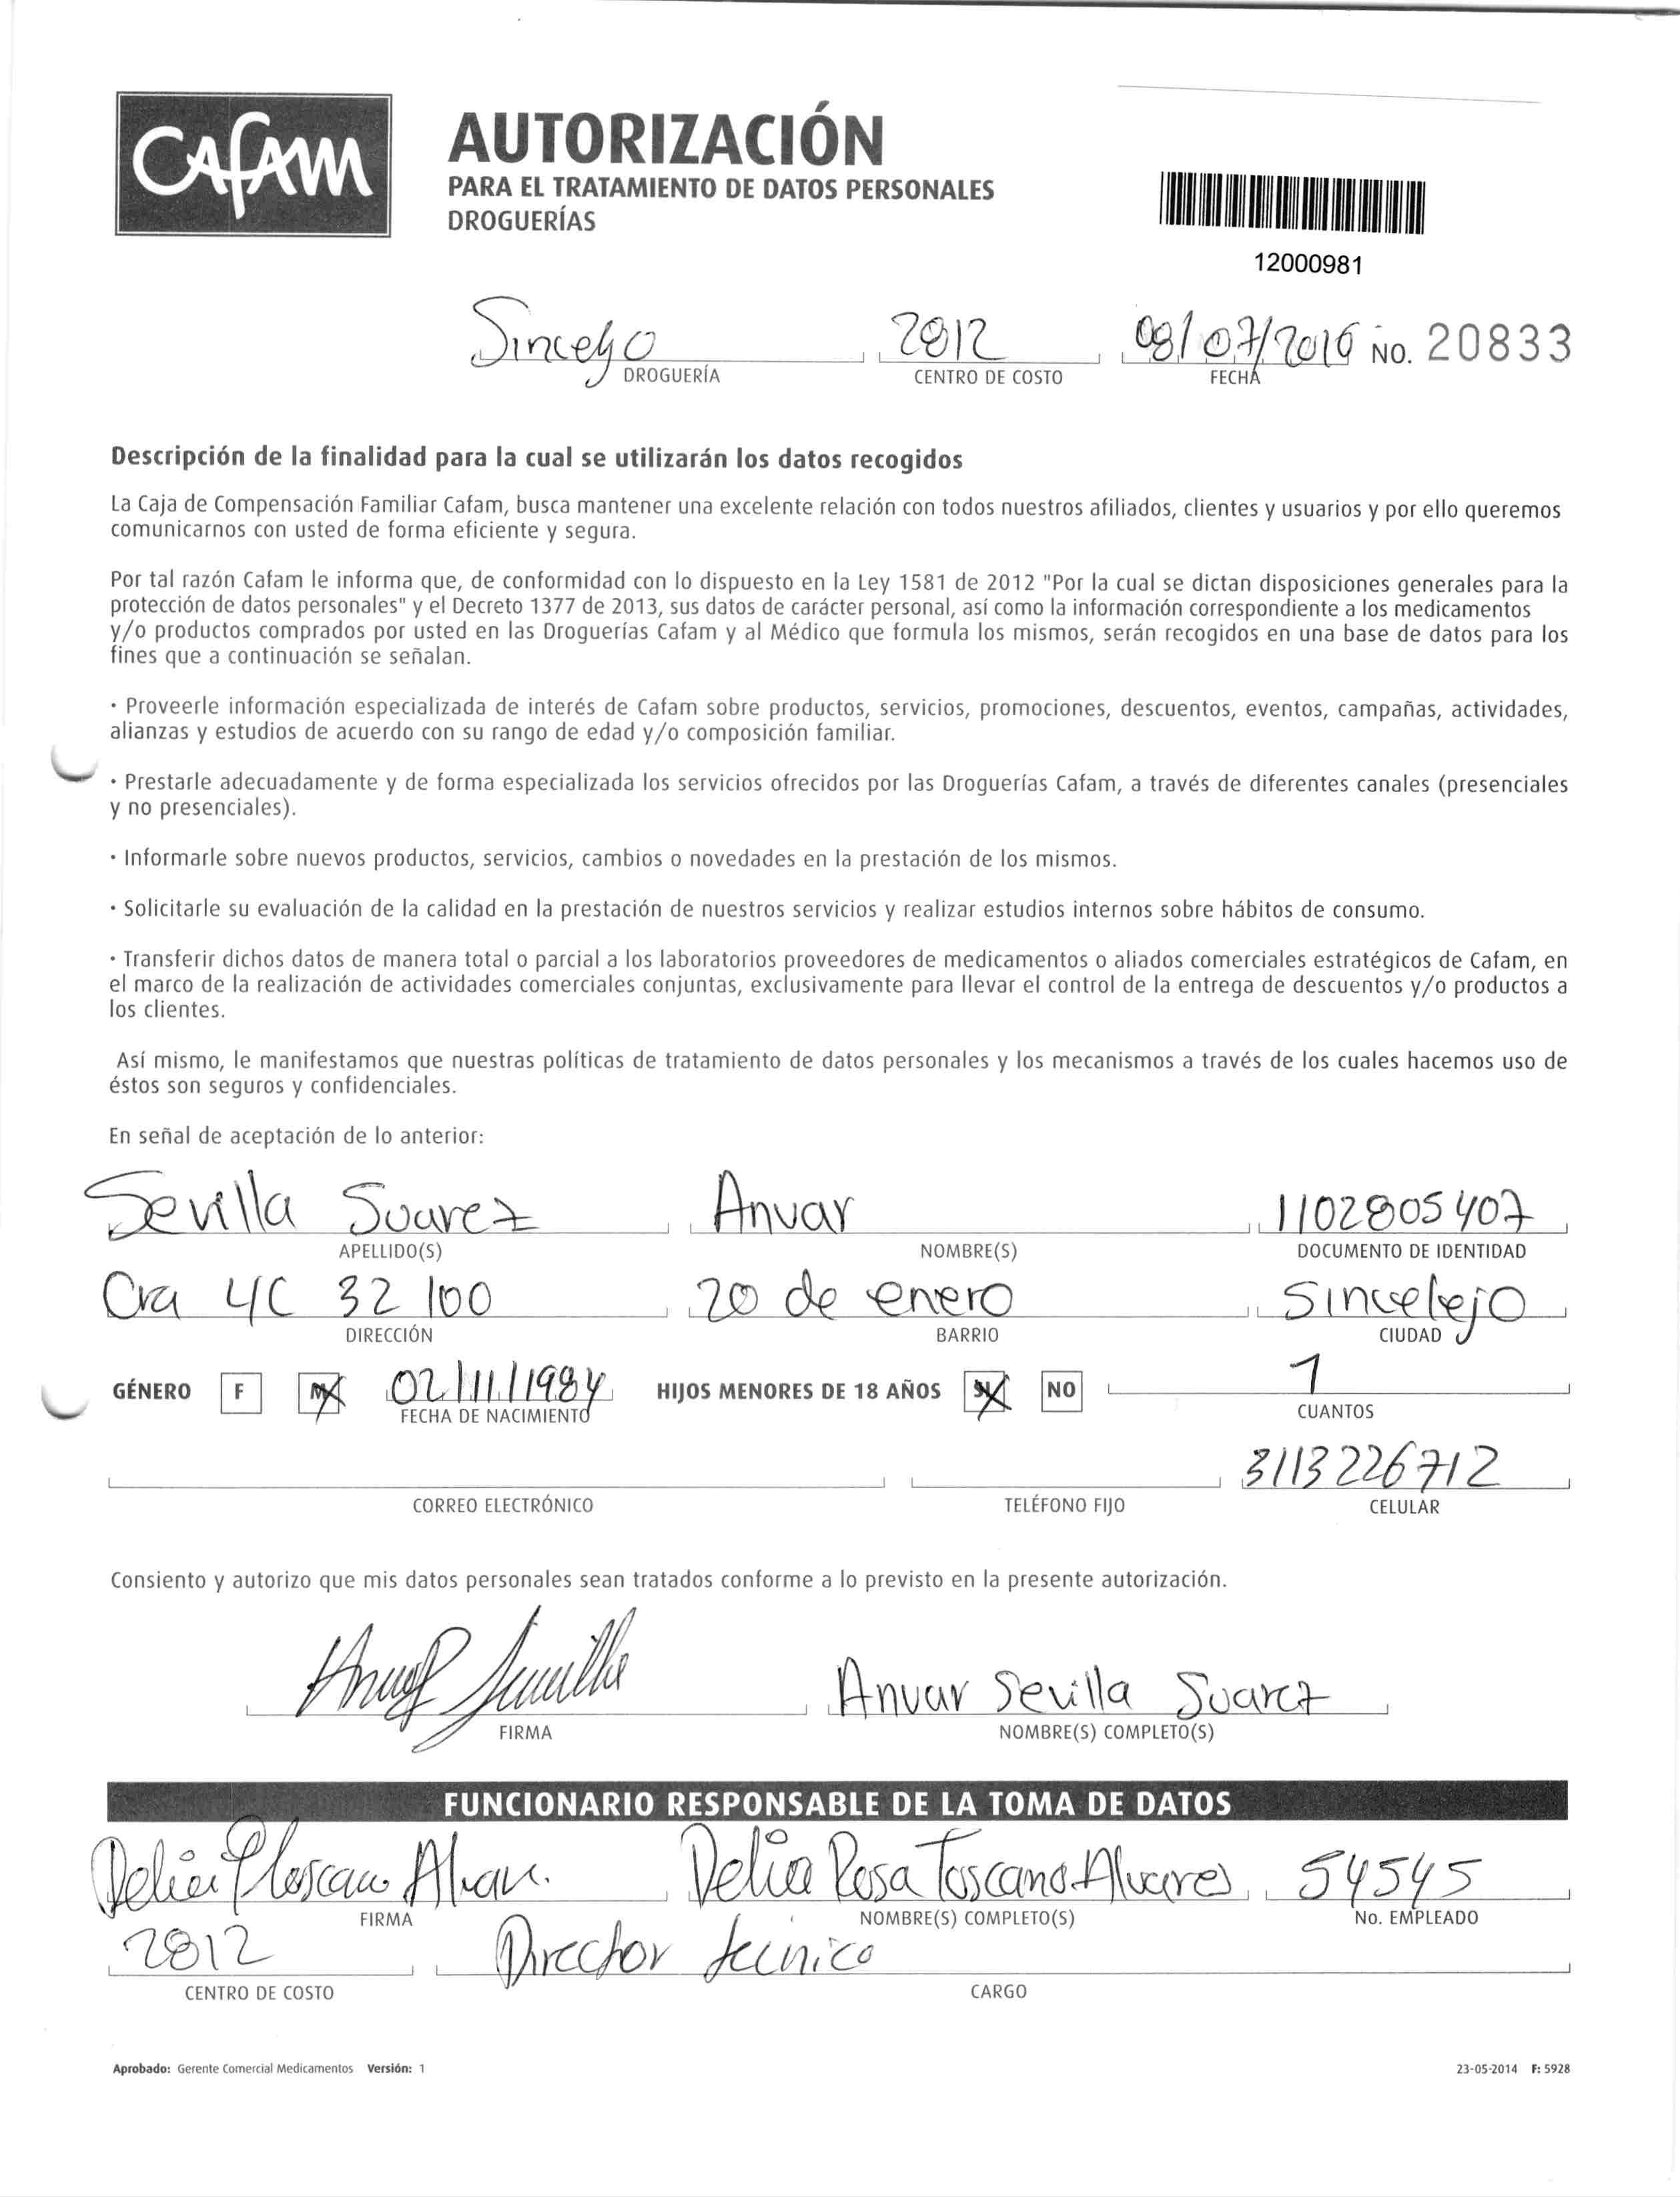 CAFAM
AUTORIZACIÓN
PARA EL TRATAMIENTO DE DATOS PERSONALES
DROGUERÍAS
12000981
Sincelejo 2812 08/07/2016 NO. 20833
DROGUERÍA CENTRO DE COSTO FECHA
Descripción de la finalidad para la cual se utilizarán los datos recogidos
La Caja de Compensación Familiar Cafam, busca mantener una excelente relación con todos nuestros afiliados, clientes y usuarios y por ello queremos
comunicarnos con usted de forma eficiente y segura.
Por tal razón Cafam le informa que, de conformidad con lo dispuesto en la Ley 1581 de 2012 "Por la cual se dictan disposiciones generales para la
protección de datos personales" y el Decreto 1377 de 2013, sus datos de carácter personal, así como la información correspondiente a los medicamentos
y/o productos comprados por usted en las Droguerías Cafam y al Médico que formula los mismos, serán recogidos en una base de datos para los
fines que a continuación se señalan.
· Proveerle información especializada de interés de Cafam sobre productos, servicios, promociones, descuentos, eventos, campañas, actividades,
alianzas y estudios de acuerdo con su rango de edad y/o composición familiar.
· Prestarle adecuadamente y de forma especializada los servicios ofrecidos por las Droguerías Cafam, a través de diferentes canales (presenciales
y no presenciales).
· Informarle sobre nuevos productos, servicios, cambios o novedades en la prestación de los mismos.
· Solicitarle su evaluación de la calidad en la prestación de nuestros servicios y realizar estudios internos sobre hábitos de consumo.
· Transferir dichos datos de manera total o parcial a los laboratorios proveedores de medicamentos o aliados comerciales estratégicos de Cafam, en
el marco de la realización de actividades comerciales conjuntas, exclusivamente para llevar el control de la entrega de descuentos y/o productos a
los clientes.
Así mismo, le manifestamos que nuestras políticas de tratamiento de datos personales y los mecanismos a través de los cuales hacemos uso de
éstos son seguros y confidenciales.
En señal de aceptación de lo anterior:
Sevilla Suarez Anuar 1102805407
APELLIDO(S) NOMBRE(S) DOCUMENTO DE IDENTIDAD
Cra 4C 32 100 20 de enero Sincelejo
DIRECCIÓN BARRIO CIUDAD
GÉNERO F M 02/11/1984 HIJOS MENORES DE 18 AÑOS SI NO 1
FECHA DE NACIMIENTO CUANTOS
3113226712
CORREO ELECTRÓNICO TELÉFONO FIJO CELULAR
Consiento y autorizo que mis datos personales sean tratados conforme a lo previsto en la presente autorización.
Anuar Sevilla Suarez
FIRMA NOMBRE(S) COMPLETO(S)
FUNCIONARIO RESPONSABLE DE LA TOMA DE DATOS
Delia Rosa Toscano Alvares 54545
FIRMA NOMBRE(S) COMPLETO(S) No. EMPLEADO
2812 Director tecnico
CENTRO DE COSTO CARGO
Aprobado: Gerente Comercial Medicamentos Versión: 1 23-05-2014 F: 5928